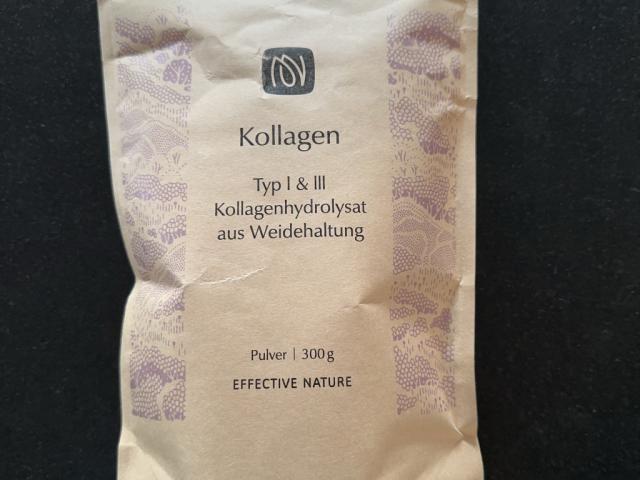 Kollagen
Typ I & III
Kollagenhydrolysat
aus Weidehaltung
Pulver | 300 g
EFFECTIVE NATURE